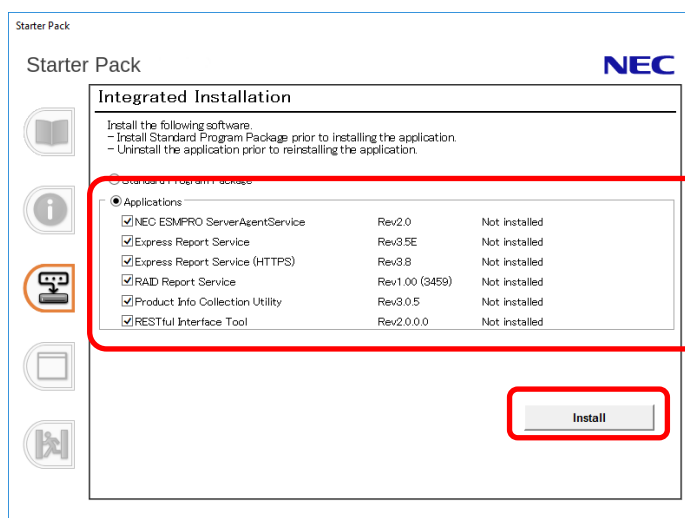 Starter Pack
Starter Pack NEC
Integrated Installation
Install the following software.
- Install Standard Program Package prior to installing the application.
- Uninstall the application prior to reinstalling the application.
Standard Program Package
Applications
NEC ESMPRO ServerAgentService Rev2.0 Not installed
Express Report Service Rev3.5E Not installed
Express Report Service (HTTPS) Rev3.8 Not installed
RAID Report Service Rev1.00 (3459) Not installed
Product Info Collection Utility Rev3.0.5 Not installed
RESTful Interface Tool Rev2.0.0.0 Not installed
Install